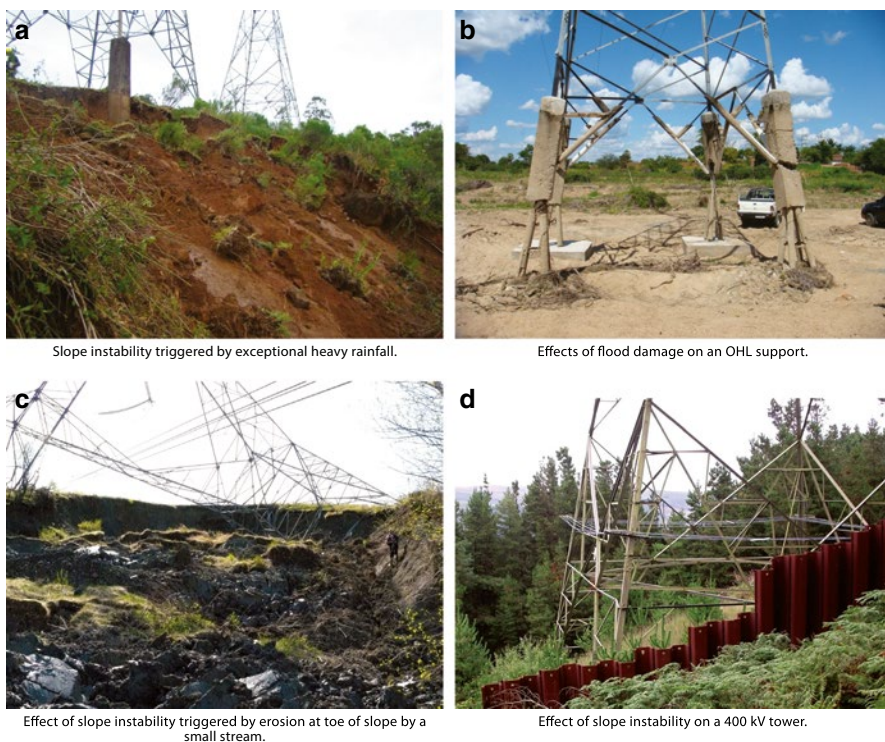 a
b
Slope instability triggered by exceptional heavy rainfall.
Effects of flood damage on an OHL support.
c
d
Effect of slope instability triggered by erosion at toe of slope by a
small stream.
Effect of slope instability on a 400 kV tower.